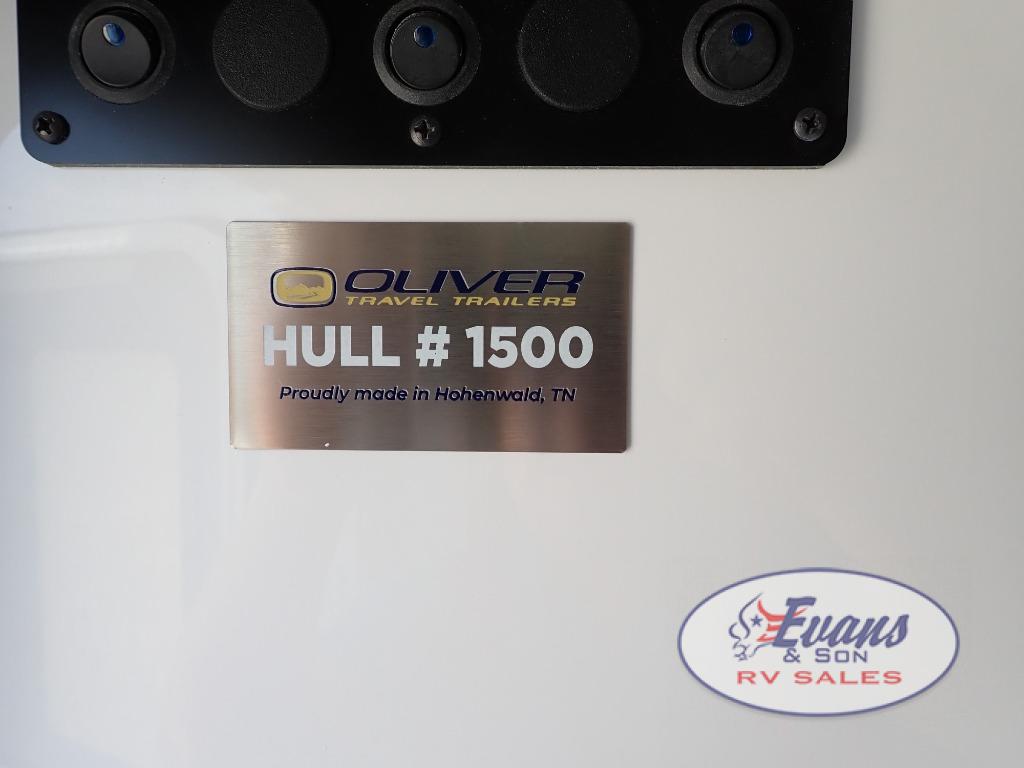 OLIVER
TRAVEL TRAILERS
HULL # 1500
Proudly made in Hohenwald, TN
Evans
& SON
RV SALES